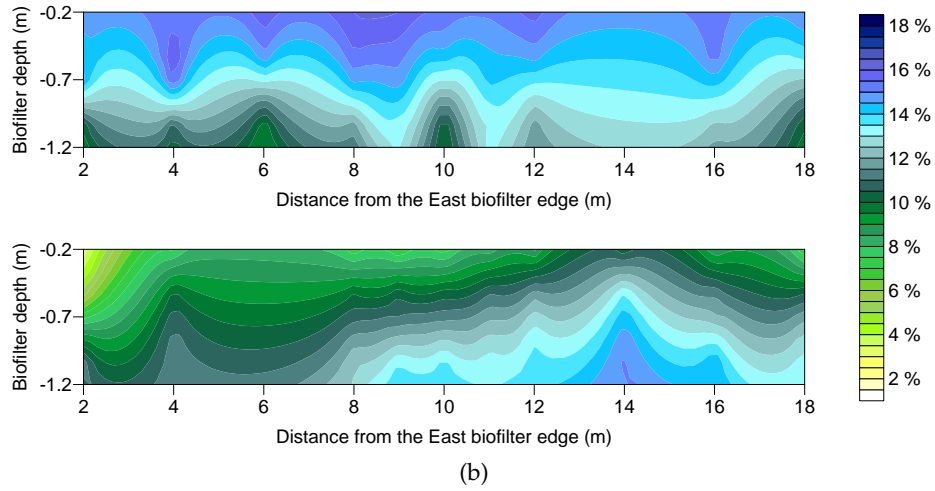 Biofilter depth (m)
-0.2
-0.7
-1.2
2 4 6 8 10 12 14 16 18
Distance from the East biofilter edge (m)
Biofilter depth (m)
-0.2
-0.7
-1.2
2 4 6 8 10 12 14 16 18
Distance from the East biofilter edge (m)
18 %
16 %
14 %
12 %
10 %
8 %
6 %
4 %
2 %
(b)